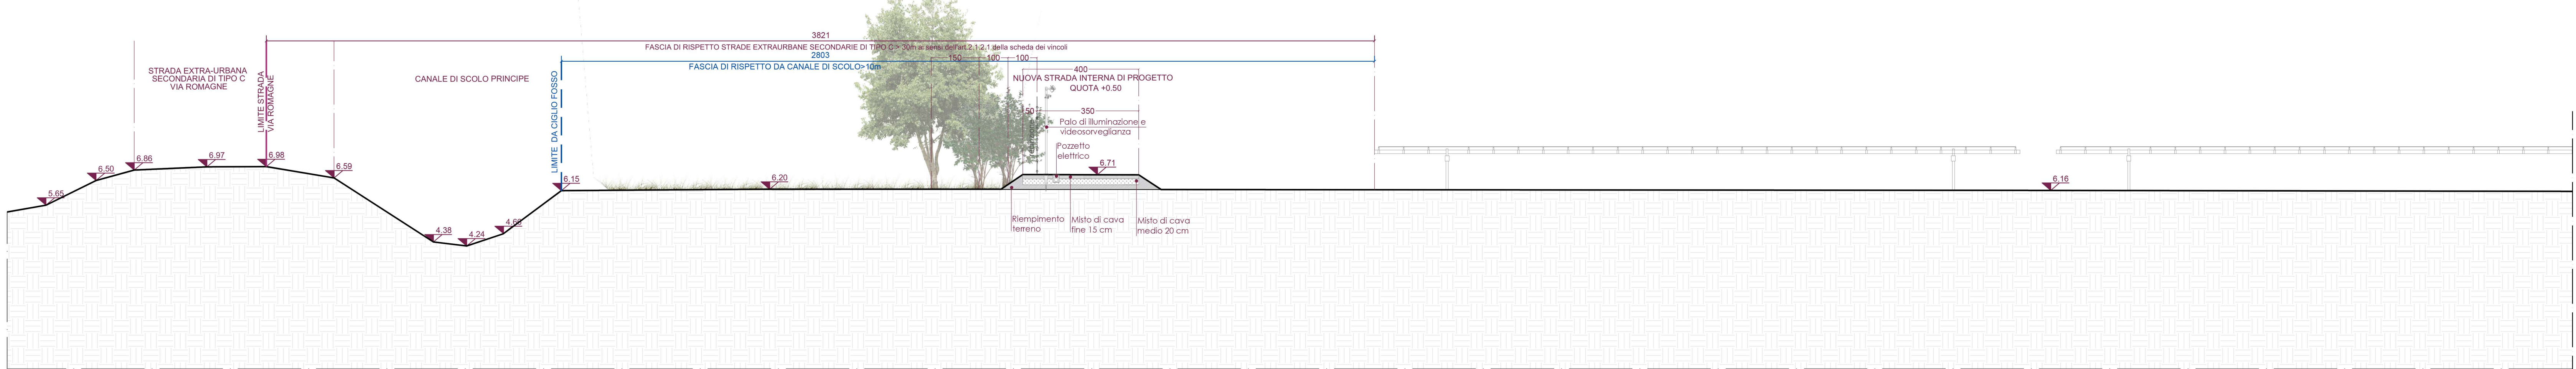 3821
FASCIA DI RISPETTO STRADE EXTRAURBANE SECONDARIE DI TIPO C > 30m ai sensi dell'art.2.1.2.1 della scheda dei vincoli
2803
FASCIA DI RISPETTO DA CANALE DI SCOLO>10m
150
100
100
STRADA EXTRA-URBANA
SECONDARIA DI TIPO C
VIA ROMAGNE
LIMITE STRADA
VIA ROMAGNE
CANALE DI SCOLO PRINCIPE
LIMITE DA CIGLIO FOSSO
400
NUOVA STRADA INTERNA DI PROGETTO
QUOTA +0.50
50
350
Palo di illuminazione e
videosorveglianza
Pozzetto
elettrico
5.65
6.50
6.86
6.97
6.98
6.59
4.38
4.24
6.15
6.20
6.71
6.16
Riempimento
terreno
Misto di cava
fine 15 cm
Misto di cava
medio 20 cm